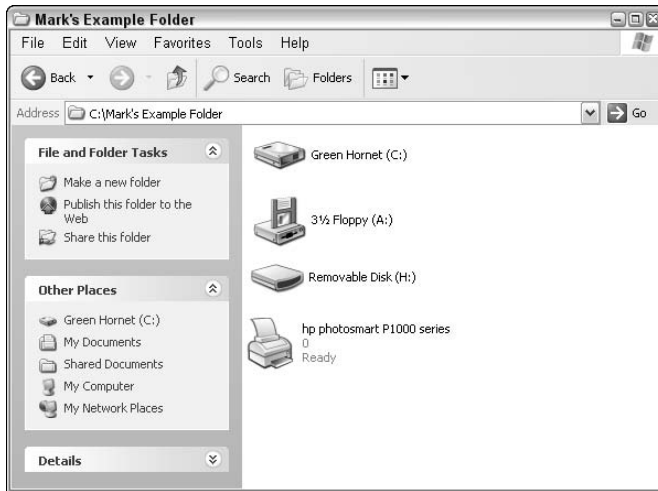 Mark's Example Folder
File Edit View Favorites Tools Help
Back Search Folders
Address C:\Mark's Example Folder Go
File and Folder Tasks
Make a new folder
Publish this folder to the
Web
Share this folder
Other Places
Green Hornet (C:)
My Documents
Shared Documents
My Computer
My Network Places
Details
Green Hornet (C:)
3½ Floppy (A:)
Removable Disk (H:)
hp photosmart P1000 series
0
Ready